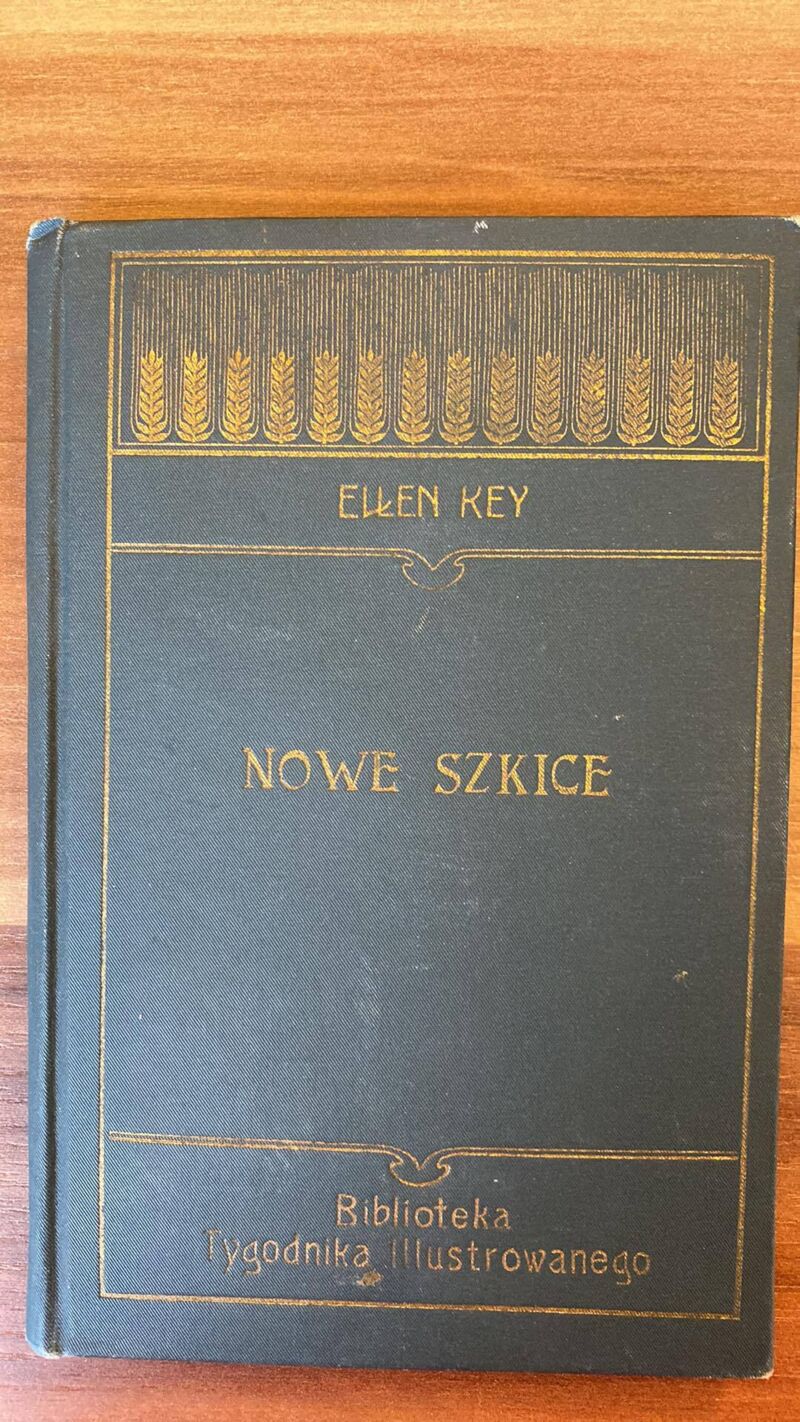 ELLEN KEY
NOWE SZKICE
Biblioteka
Tygodnika Illustrowanego